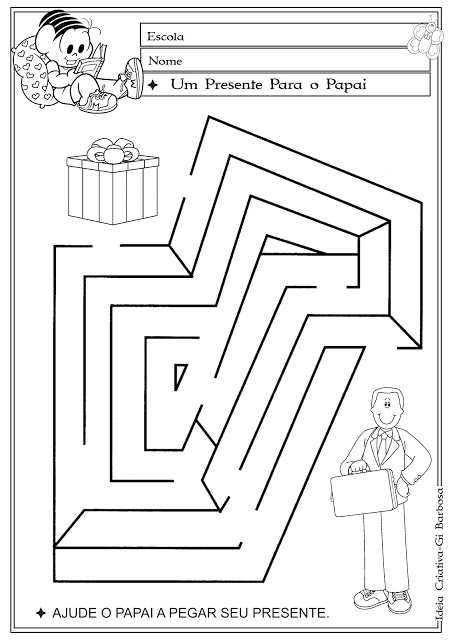 Escola
Nome
Um Presente Para o Papai
Ideia Criativa-Gi Barbosa
AJUDE O PAPAI A PEGAR SEU PRESENTE.